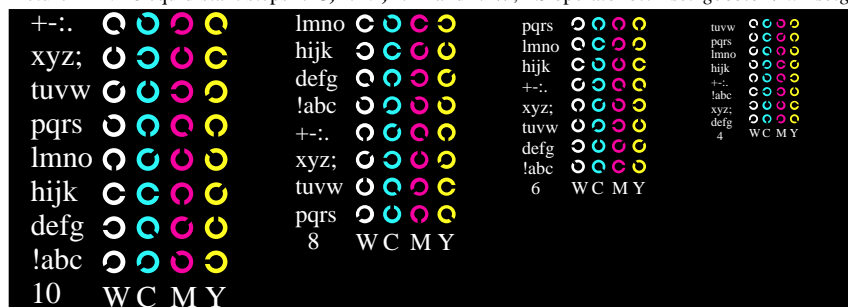 +-:.
xyz;
tuvw
pqrs
lmno
hijk
defg
!abc
10 W C M Y
lmno
hijk
defg
!abc
+-:.
xyz;
tuvw
pqrs
8 W C M Y
pqrs
lmno
hijk
+-:.
xyz;
tuvw
defg
!abc
6 W C M Y
tuvw
pqrs
lmno
hijk
+-:.
!abc
xyz;
defg
4 W C M Y